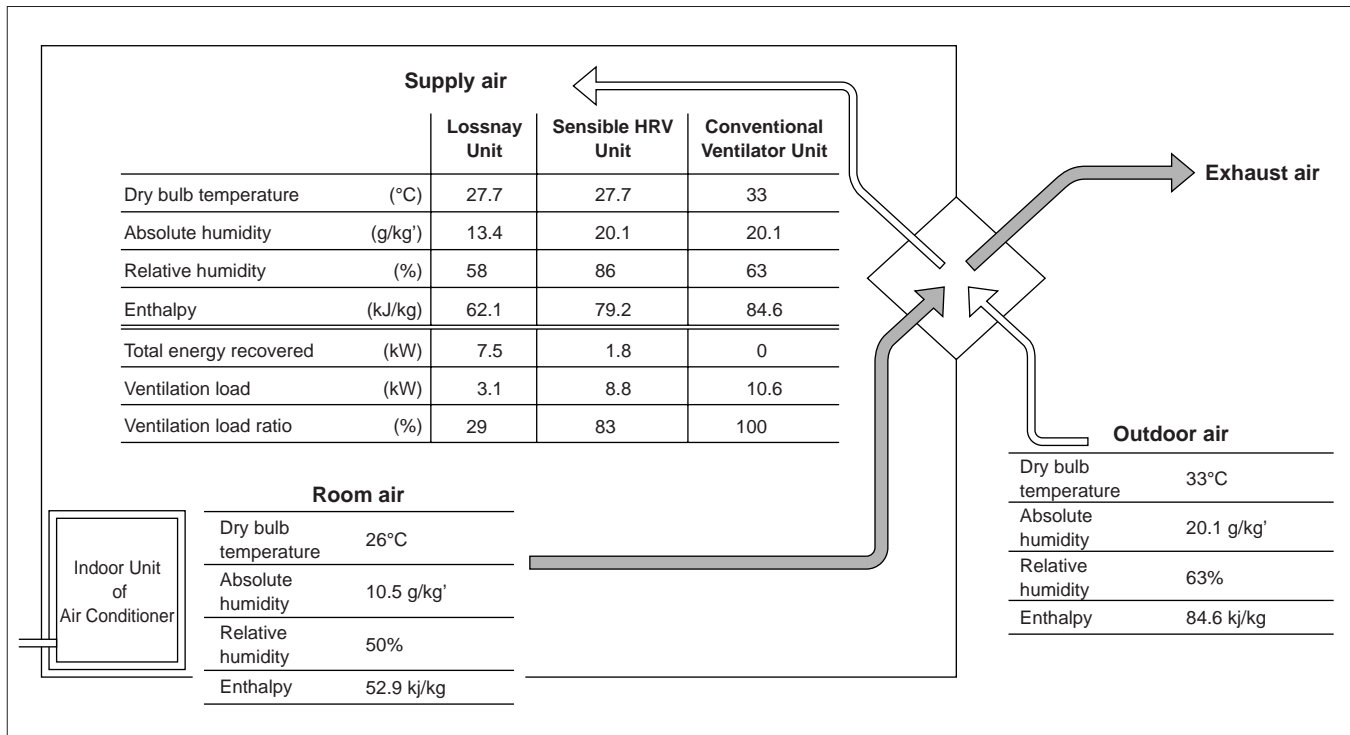 Supply air
Lossnay Unit | Sensible HRV Unit | Conventional Ventilator Unit
Dry bulb temperature (°C) 27.7 27.7 33
Absolute humidity (g/kg’) 13.4 20.1 20.1
Relative humidity (%) 58 86 63
Enthalpy (kJ/kg) 62.1 79.2 84.6
Total energy recovered (kW) 7.5 1.8 0
Ventilation load (kW) 3.1 8.8 10.6
Ventilation load ratio (%) 29 83 100
Exhaust air
Outdoor air
Dry bulb
temperature 33°C
Absolute
humidity 20.1 g/kg’
Relative
humidity 63%
Enthalpy 84.6 kj/kg
Room air
Dry bulb
temperature 26°C
Absolute
humidity 10.5 g/kg’
Relative
humidity 50%
Enthalpy 52.9 kj/kg
Indoor Unit
of
Air Conditioner